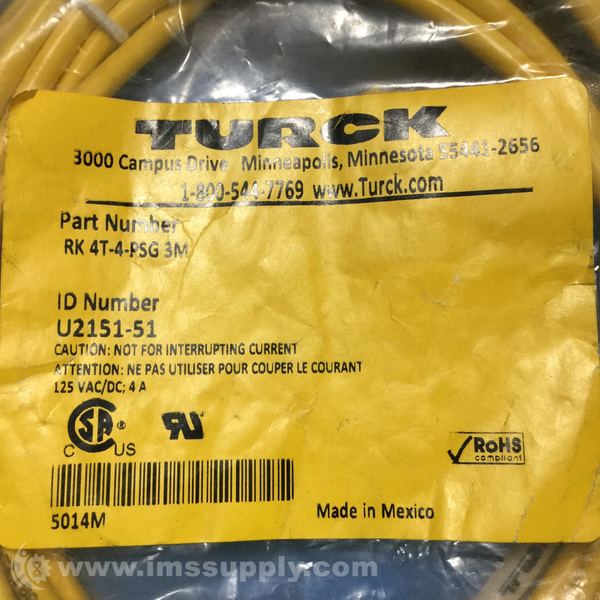 TURCK
3000 Campus Drive Minneapolis, Minnesota 55441-2656
1-800-544-7769 www.Turck.com
Part Number
RK 4T-4-PSG 3M
ID Number
U2151-51
CAUTION: NOT FOR INTERRUPTING CURRENT
ATTENTION: NE PAS UTILISER POUR COUPER LE COURANT
125 VAC/DC; 4 A
C SA ® US
RU
RoHS
compliant
5014M
Made in Mexico
www.imssupply.com